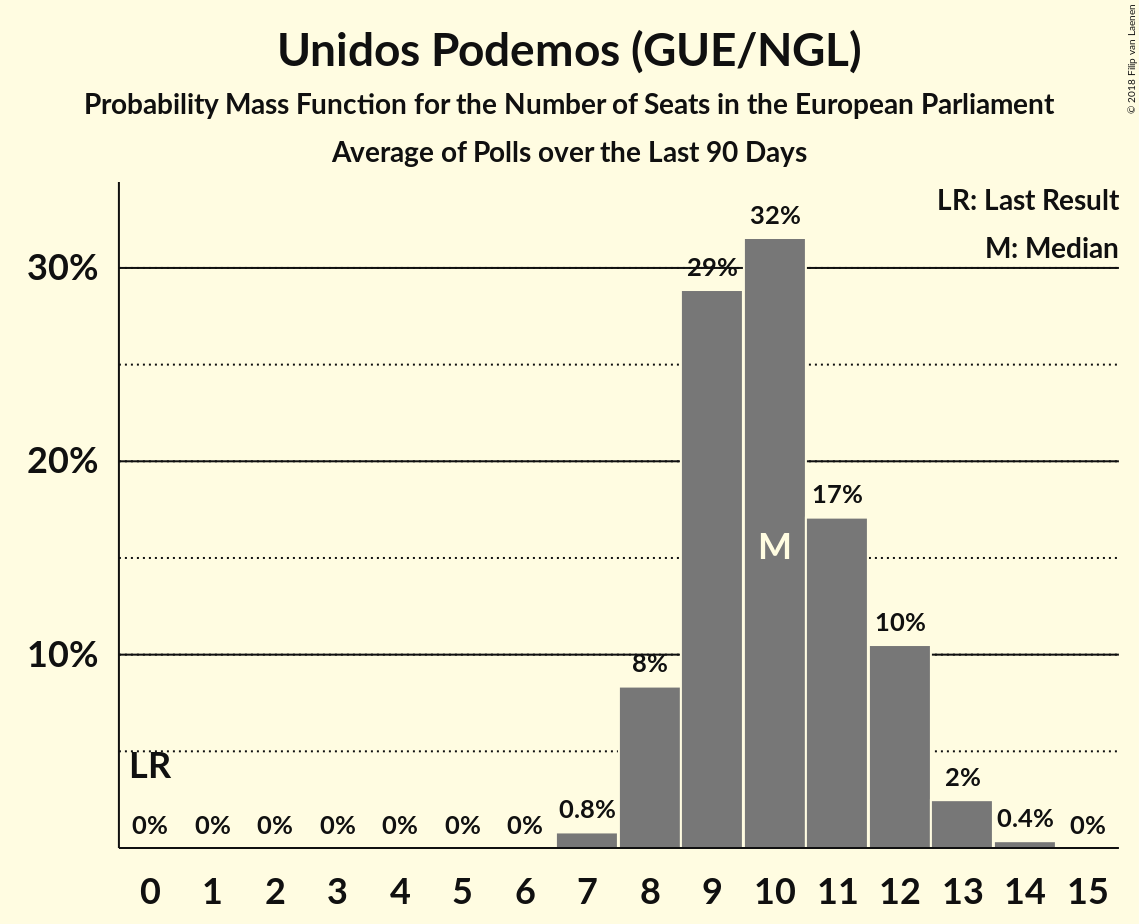 Unidos Podemos (GUE/NGL)
Probability Mass Function for the Number of Seats in the European Parliament
Average of Polls over the Last 90 Days
© 2018 Filip van Laenen
LR: Last Result
M: Median
30%
20%
10%
LR
0% 0% 0% 0% 0% 0% 0% 0.8% 8% 29% 32% 17% 10% 2% 0.4% 0%
M
0 1 2 3 4 5 6 7 8 9 10 11 12 13 14 15